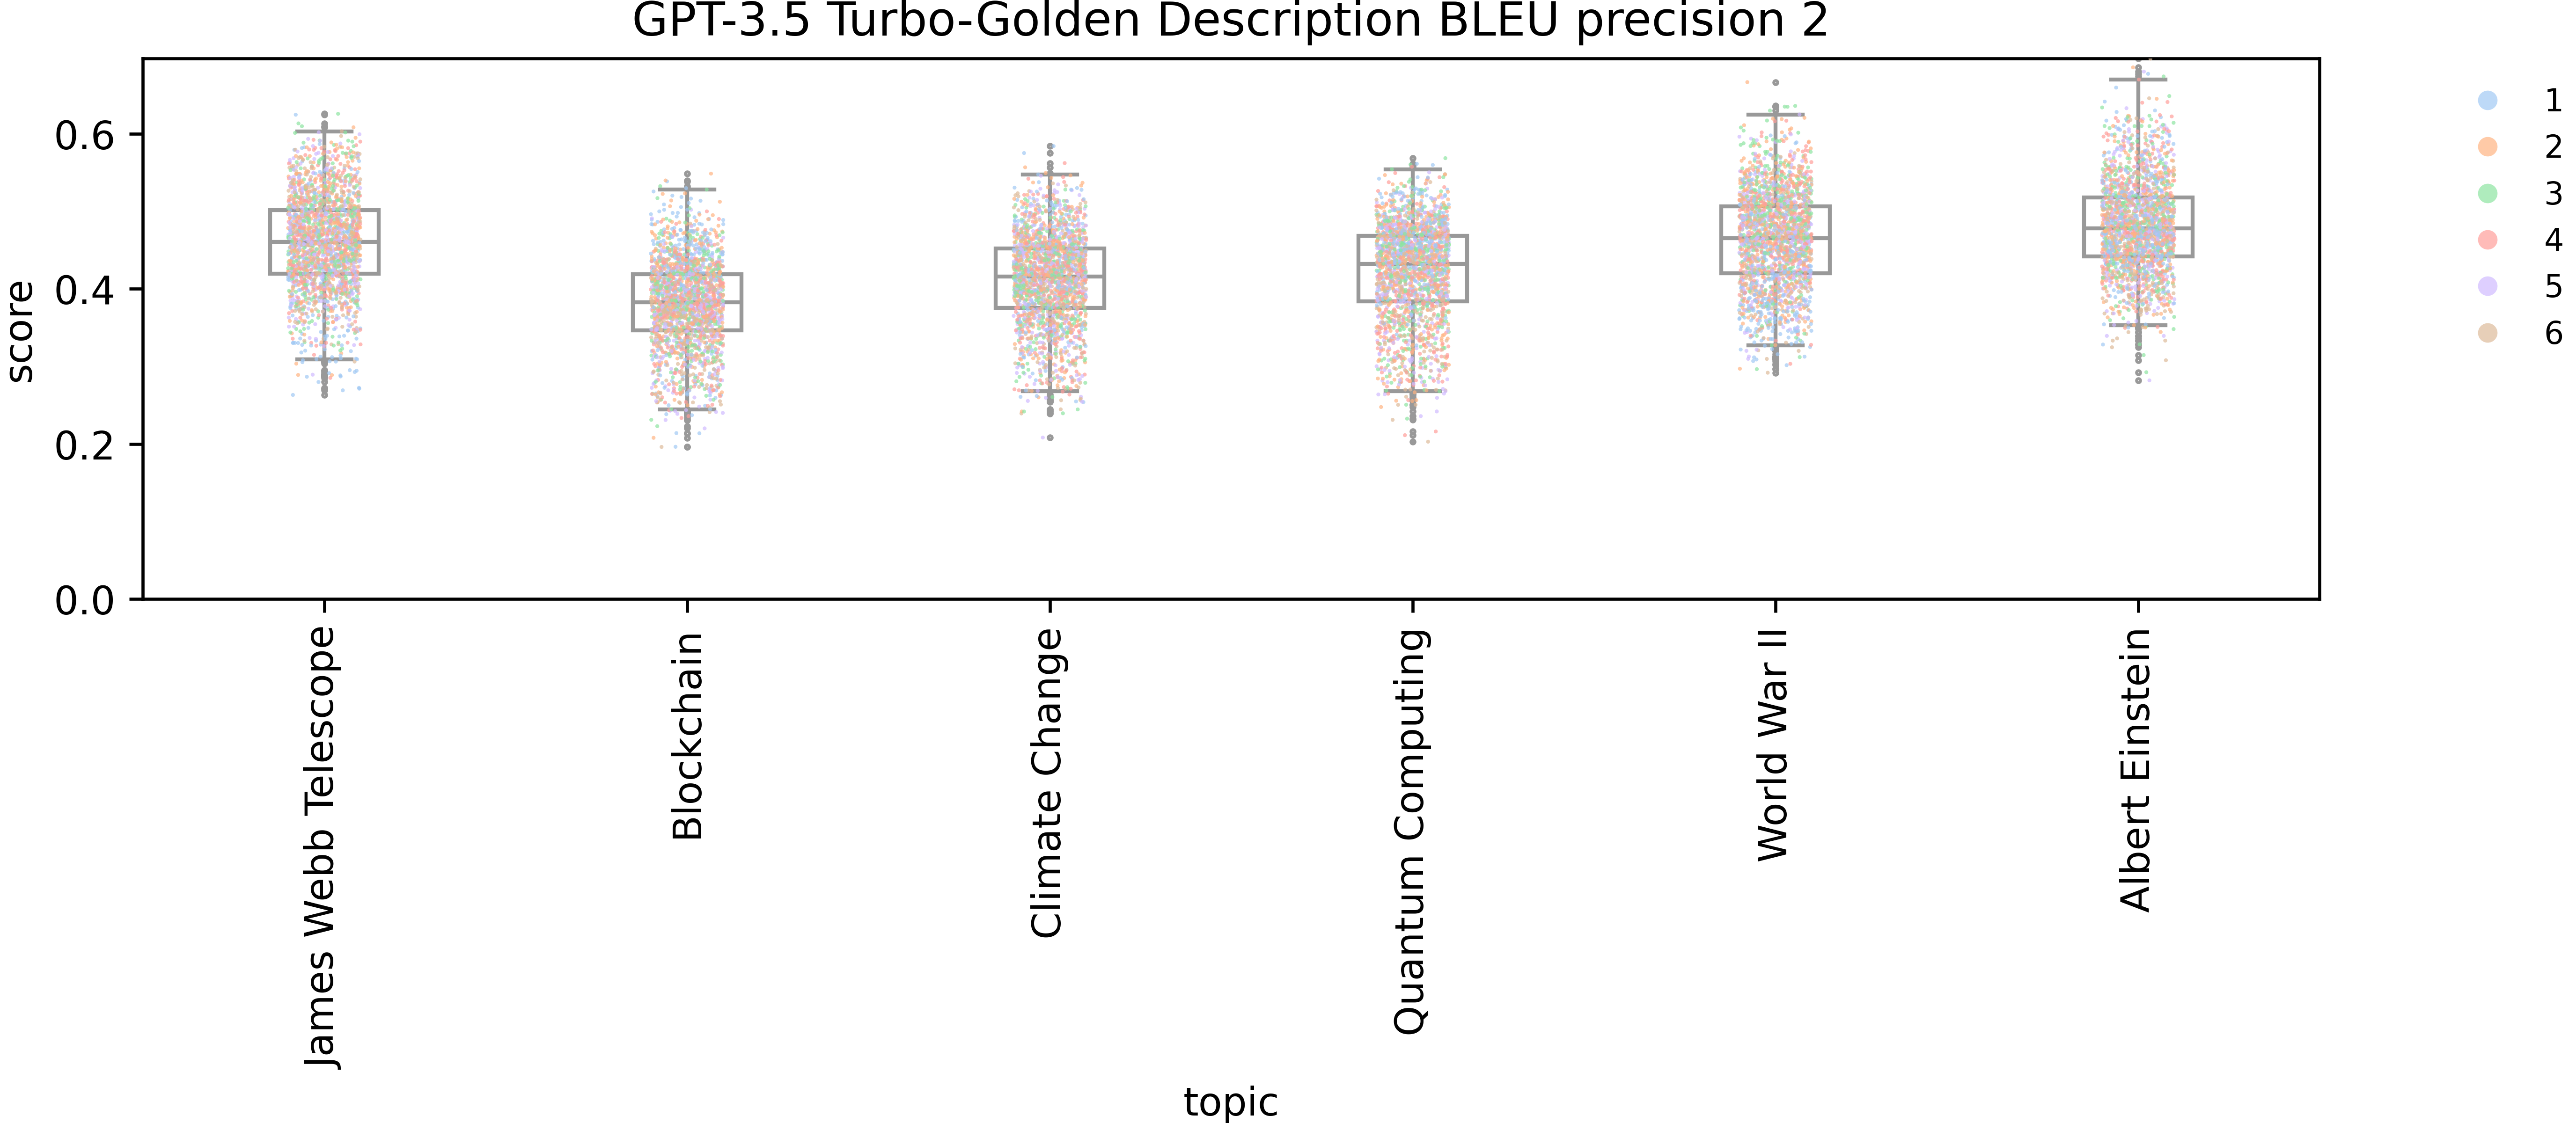 GPT-3.5 Turbo-Golden Description BLEU precision 2
score
0.6
0.4
0.2
0.0
James Webb Telescope
Blockchain
Climate Change
Quantum Computing
World War II
Albert Einstein
topic
1
2
3
4
5
6